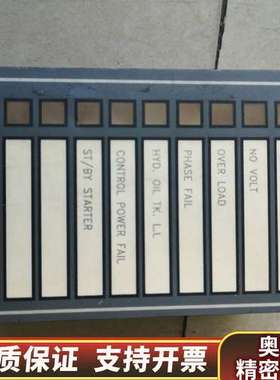 ST/BY STARTER
CONTROL POWER FAIL
HYD. OIL TK. L.L
PHASE FAIL
OVER LOAD
NO VOLT
质保证 支持开票
奥
精密